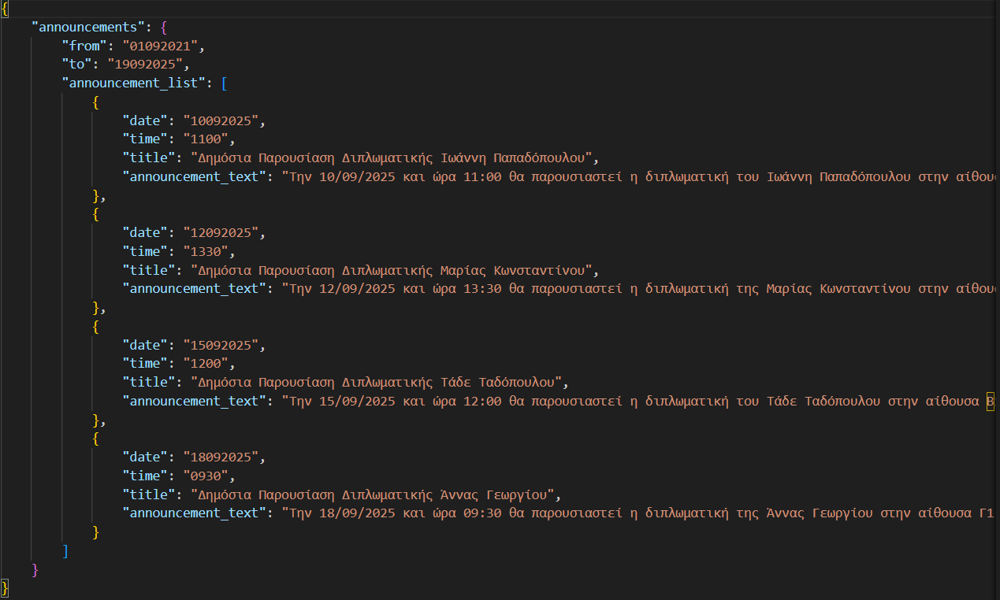 {
"announcements": {
"from": "01092021",
"to": "19092025",
"announcement_list": [
{
"date": "10092025",
"time": "1100",
"title": "Δημόσια Παρουσίαση Διπλωματικής Ιωάννη Παπαδόπουλου",
"announcement_text": "Την 10/09/2025 και ώρα 11:00 θα παρουσιαστεί η διπλωματική του Ιωάννη Παπαδόπουλου στην αίθου
},
{
"date": "12092025",
"time": "1330",
"title": "Δημόσια Παρουσίαση Διπλωματικής Μαρίας Κωνσταντίνου",
"announcement_text": "Την 12/09/2025 και ώρα 13:30 θα παρουσιαστεί η διπλωματική της Μαρίας Κωνσταντίνου στην αίθου
},
{
"date": "15092025",
"time": "1200",
"title": "Δημόσια Παρουσίαση Διπλωματικής Τάδε Ταδόπουλου",
"announcement_text": "Την 15/09/2025 και ώρα 12:00 θα παρουσιαστεί η διπλωματική του Τάδε Ταδόπουλου στην αίθουσα Β
},
{
"date": "18092025",
"time": "0930",
"title": "Δημόσια Παρουσίαση Διπλωματικής Άννας Γεωργίου",
"announcement_text": "Την 18/09/2025 και ώρα 09:30 θα παρουσιαστεί η διπλωματική της Άννας Γεωργίου στην αίθουσα Γ1
}
]
}
}